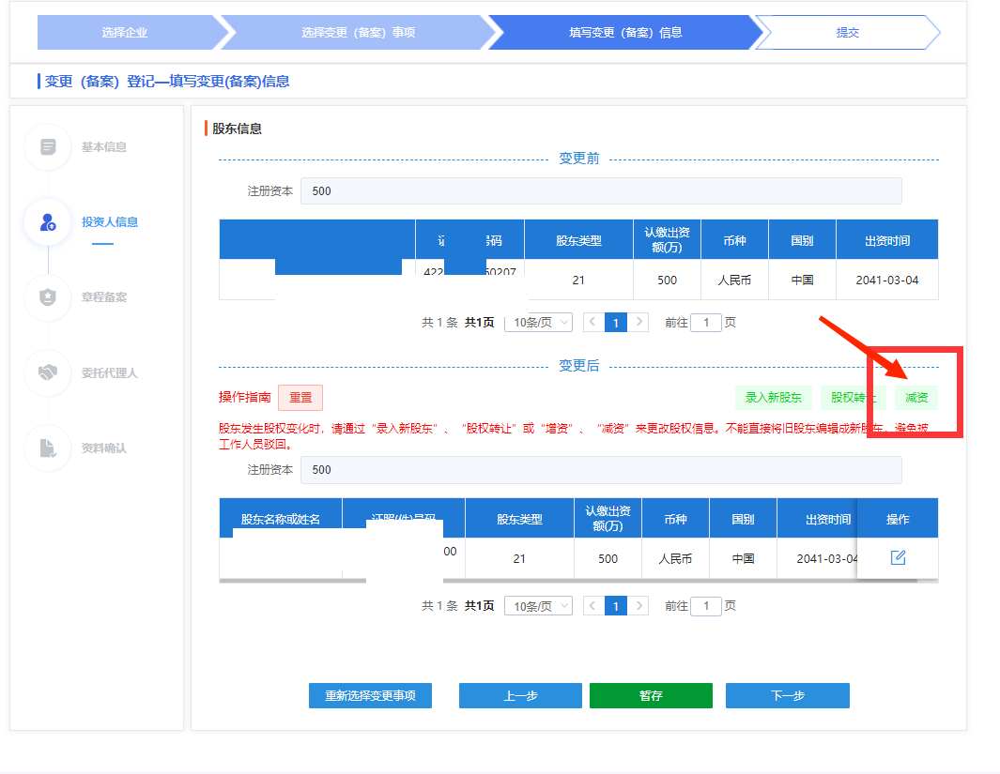 选择企业
选择变更（备案）事项
填写变更（备案）信息
提交
变更（备案）登记—填写变更(备案)信息
基本信息
投资人信息
章程备案
委托代理人
资料确认
股东信息
变更前
注册资本 500
号码 股东类型 认缴出资额(万) 币种 国别 出资时间
422 50207 21 500 人民币 中国 2041-03-04
共 1 条 共1页 10条/页 1 前往 1 页
变更后
操作指南 重置 录入新股东 股权转让 减资
股东发生股权变化时，请通过“录入新股东”、“股权转让”或“增资”、“减资”来更改股权信息。不能直接将旧股东编辑成新股东，避免被
工作人员驳回。
注册资本 500
股东名称或姓名 证照(件)号码 股东类型 认缴出资额(万) 币种 国别 出资时间 操作
00 21 500 人民币 中国 2041-03-04
共 1 条 共1页 10条/页 1 前往 1 页
重新选择变更事项 上一步 暂存 下一步